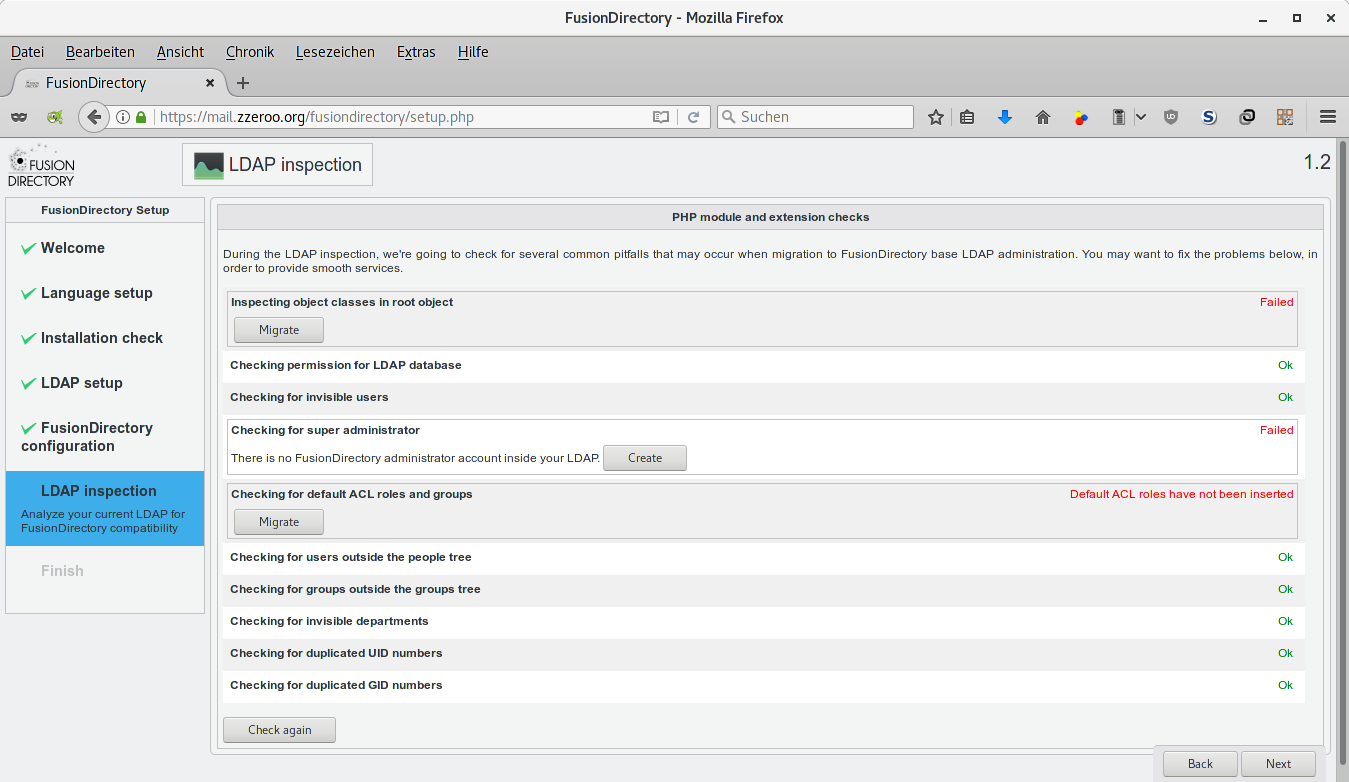 FusionDirectory - Mozilla Firefox
Datei Bearbeiten Ansicht Chronik Lesezeichen Extras Hilfe
FusionDirectory
https://mail.zzeroo.org/fusiondirectory/setup.php
Suchen
FUSION
DIRECTORY
LDAP inspection
1.2
FusionDirectory Setup
Welcome
Language setup
Installation check
LDAP setup
FusionDirectory
configuration
LDAP inspection
Analyze your current LDAP for
FusionDirectory compatibility
Finish
PHP module and extension checks
During the LDAP inspection, we're going to check for several common pitfalls that may occur when migration to FusionDirectory base LDAP administration. You may want to fix the problems below, in
order to provide smooth services.
Inspecting object classes in root object Failed
Migrate
Checking permission for LDAP database Ok
Checking for invisible users Ok
Checking for super administrator Failed
There is no FusionDirectory administrator account inside your LDAP. Create
Checking for default ACL roles and groups Default ACL roles have not been inserted
Migrate
Checking for users outside the people tree Ok
Checking for groups outside the groups tree Ok
Checking for invisible departments Ok
Checking for duplicated UID numbers Ok
Checking for duplicated GID numbers Ok
Check again
Back Next